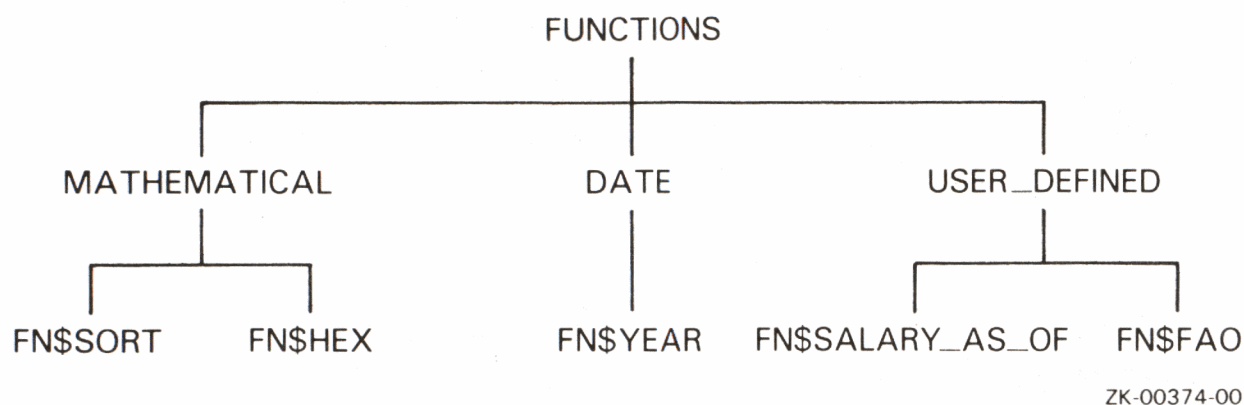 FUNCTIONS
MATHEMATICAL DATE USER_DEFINED
FN$SORT FN$HEX FN$YEAR FN$SALARY_AS_OF FN$FAO
ZK-00374-00